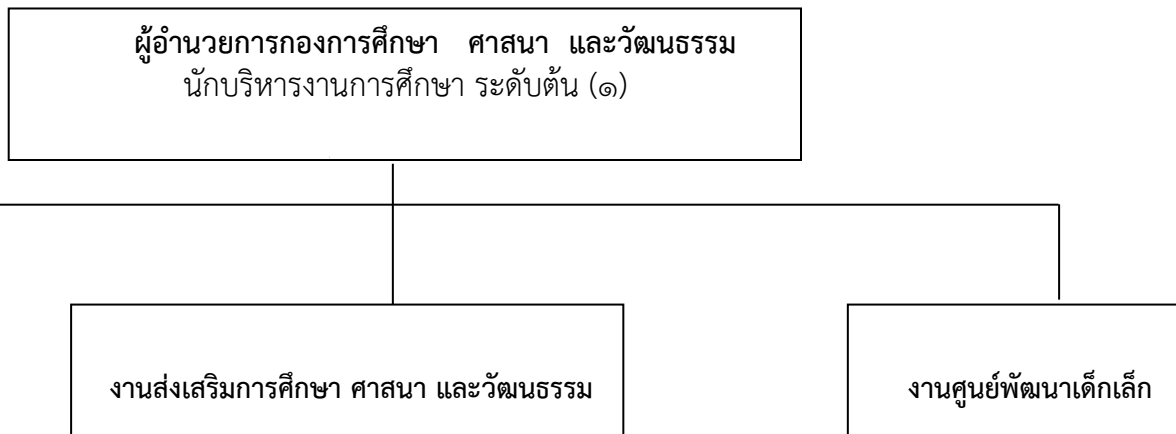 ผู้อำนวยการกองการศึกษา ศาสนา และวัฒนธรรม
นักบริหารงานการศึกษา ระดับต้น (๑)
งานส่งเสริมการศึกษา ศาสนา และวัฒนธรรม
งานศูนย์พัฒนาเด็กเล็ก